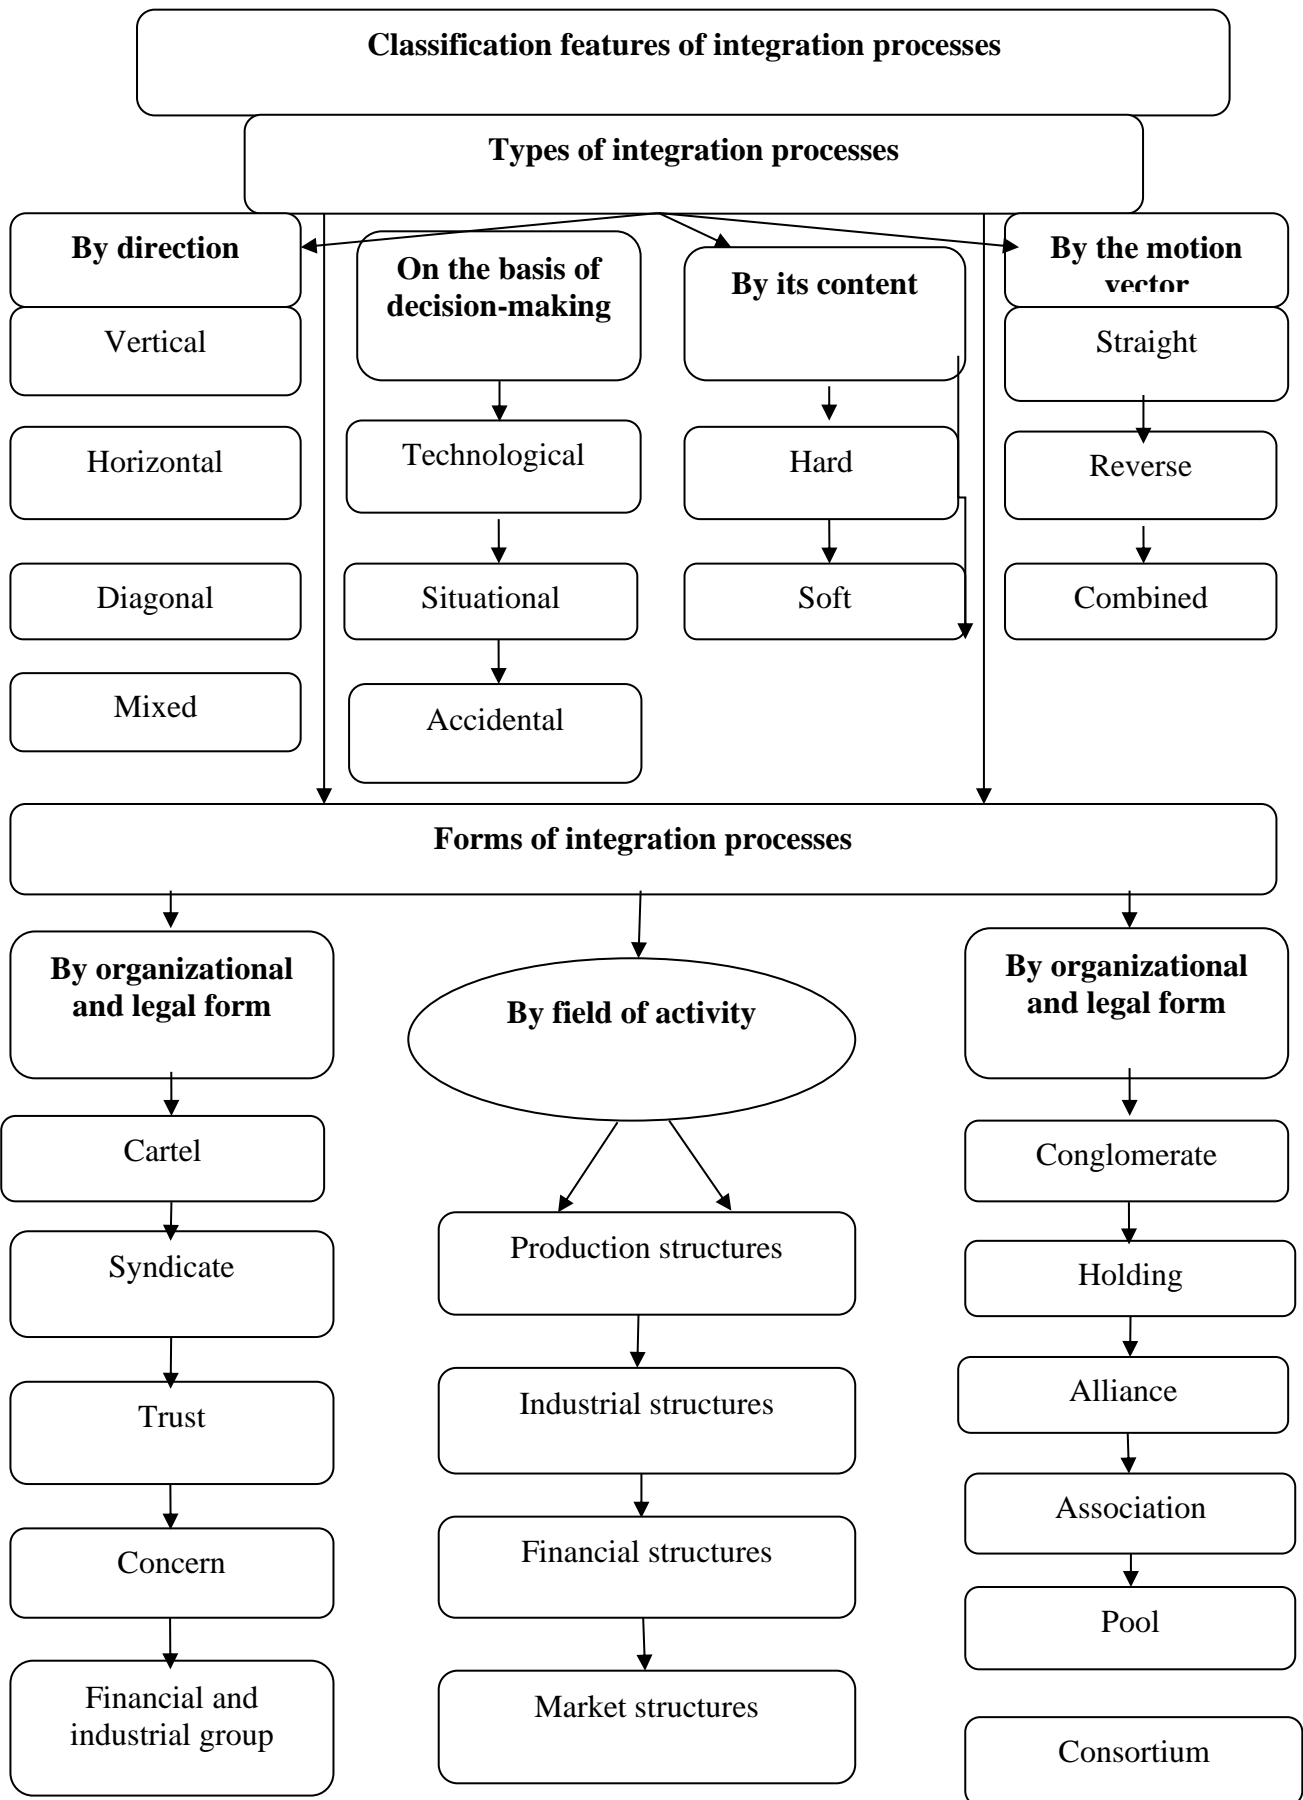 Classification features of integration processes
Types of integration processes
By direction
Vertical
Horizontal
Diagonal
Mixed
On the basis of
decision-making
Technological
Situational
Accidental
By its content
Hard
Soft
By the motion
vector
Straight
Reverse
Combined
Forms of integration processes
By organizational
and legal form
Cartel
Syndicate
Trust
Concern
Financial and
industrial group
By field of activity
Production structures
Industrial structures
Financial structures
Market structures
By organizational
and legal form
Conglomerate
Holding
Alliance
Association
Pool
Consortium